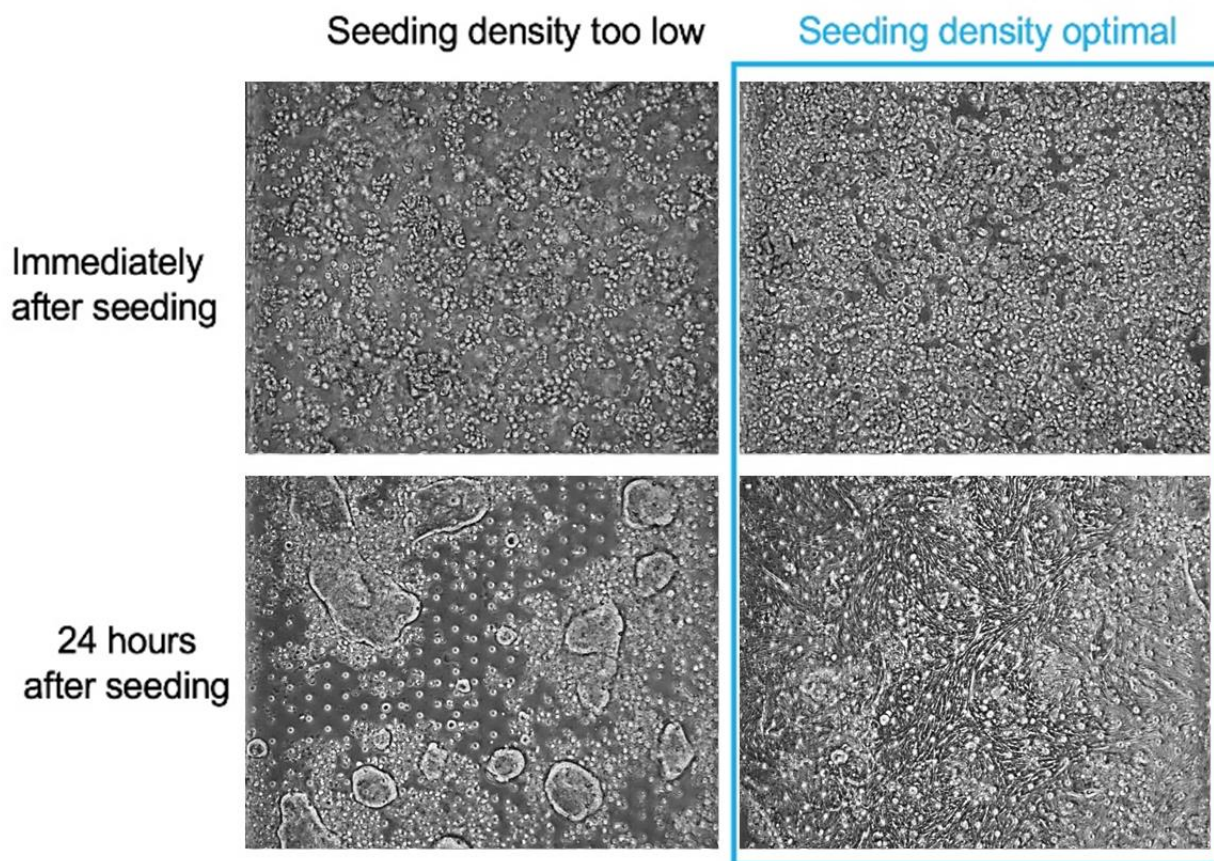 Seeding density too low
Seeding density optimal
Immediately
after seeding
24 hours
after seeding